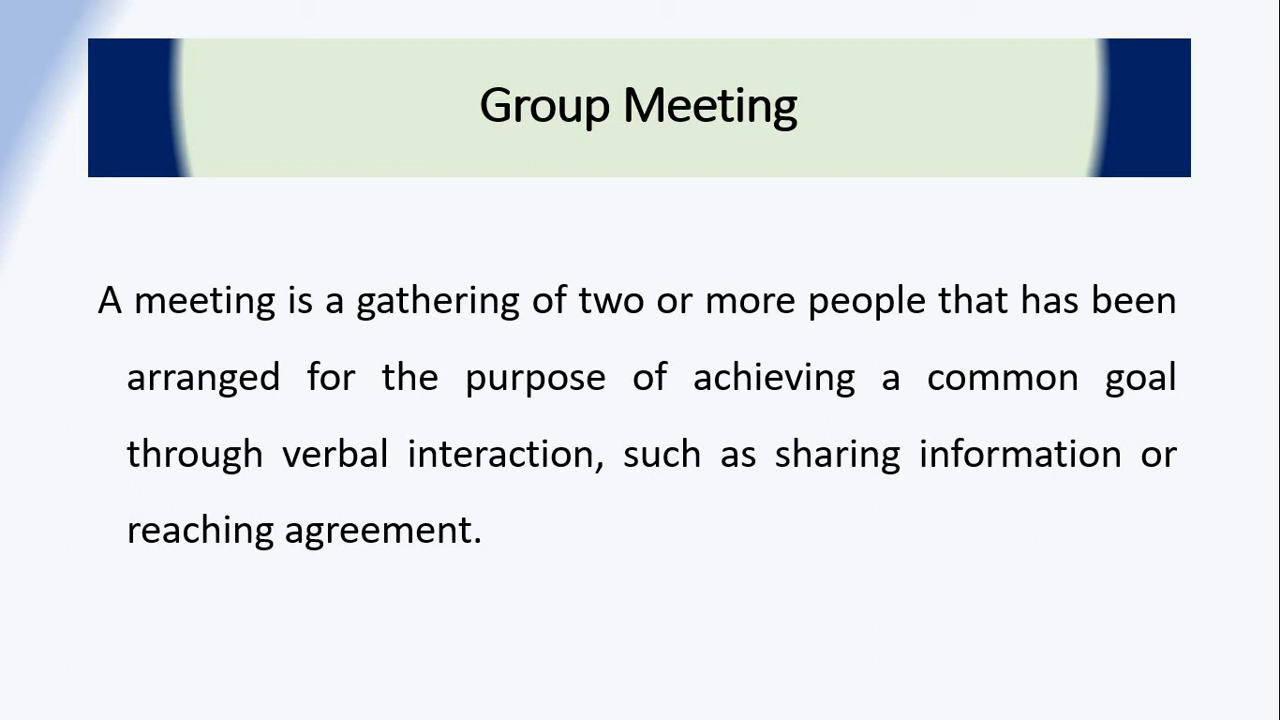 Group Meeting
A meeting is a gathering of two or more people that has been
arranged for the purpose of achieving a common goal
through verbal interaction, such as sharing information or
reaching agreement.